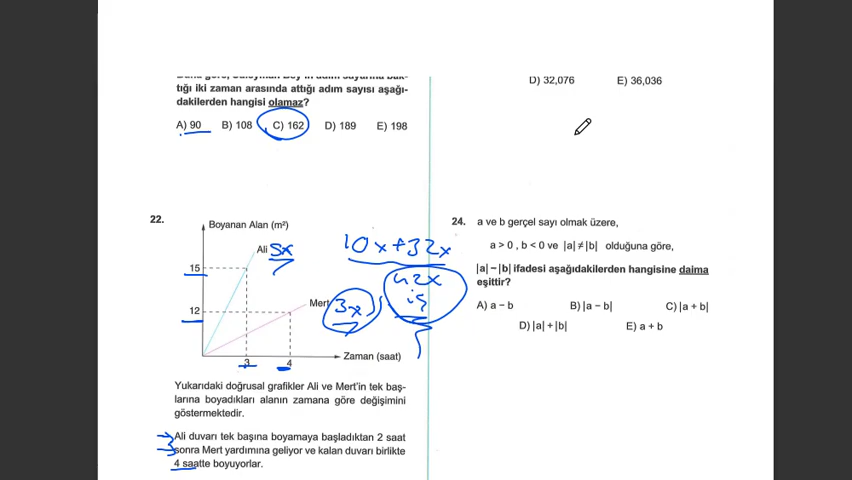 tığı iki zaman arasında attığı adım sayısı aşağı-
dakilerden hangisi olamaz?
A) 90 B) 108 C) 162 D) 189 E) 198
22.
Boyanan Alan (m²)
Ali 5x
15
12
Mert 3x
3 4
Zaman (saat)
10x+32x
42x
iş
Yukarıdaki doğrusal grafikler Ali ve Mert'in tek baş-
larına boyadıkları alanın zamana göre değişimini
göstermektedir.
Ali duvarı tek başına boyamaya başladıktan 2 saat
sonra Mert yardımına geliyor ve kalan duvarı birlikte
4 saatte boyuyorlar.
D) 32,076 E) 36,036
24. a ve b gerçel sayı olmak üzere,
a > 0 , b < 0 ve |a| ≠ |b| olduğuna göre,
|a| – |b| ifadesi aşağıdakilerden hangisine daima
eşittir?
A) a – b B) |a – b| C) |a + b|
D) |a| + |b| E) a + b